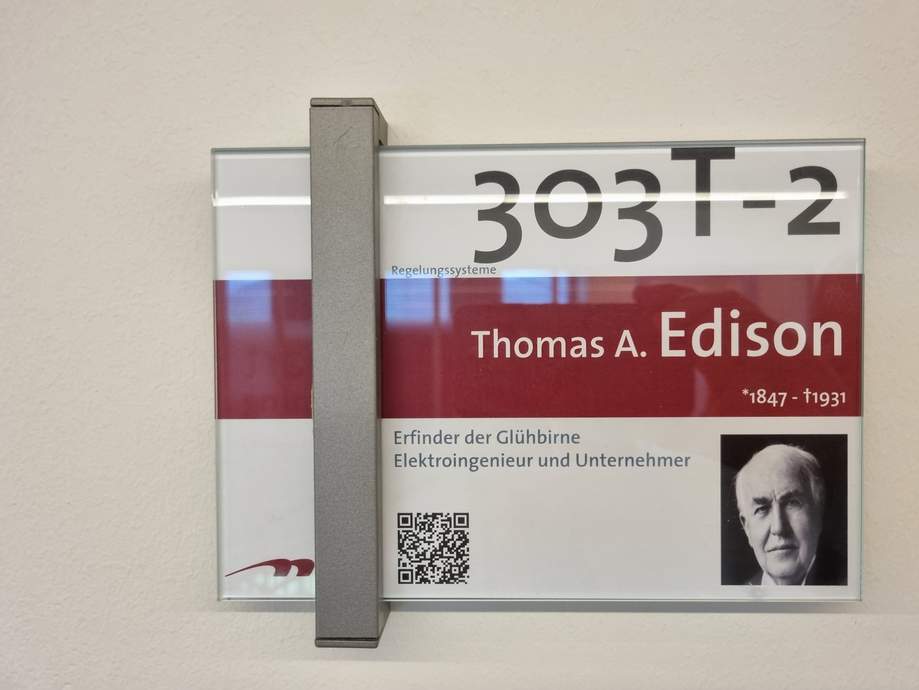 303T-2
Regelungssysteme
Thomas A. Edison
*1847 - †1931
Erfinder der Glühbirne
Elektroingenieur und Unternehmer